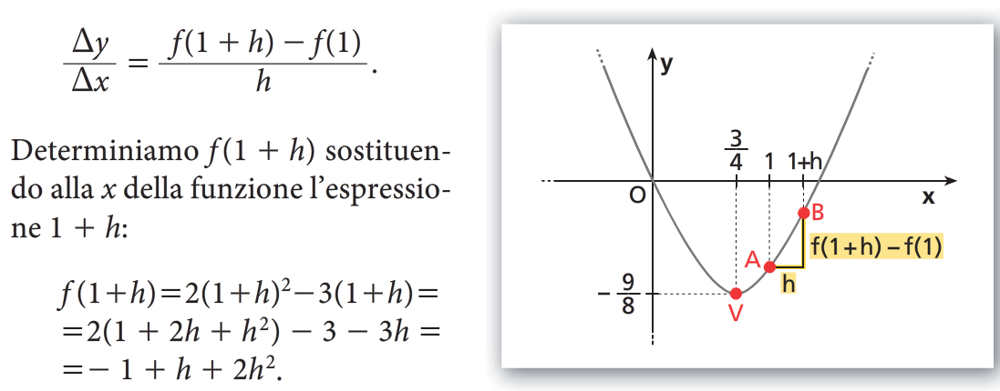 Δy/Δx = f(1 + h) − f(1)/h.
Determiniamo f(1 + h) sostituen-
do alla x della funzione l'espressio-
ne 1 + h:
f(1+h)=2(1+h)²−3(1+h)=
=2(1 + 2h + h²) − 3 − 3h =
=− 1 + h + 2h².
y
3/4 1 1+h
O x
B
f(1+h) − f(1)
A
h
−9/8
V